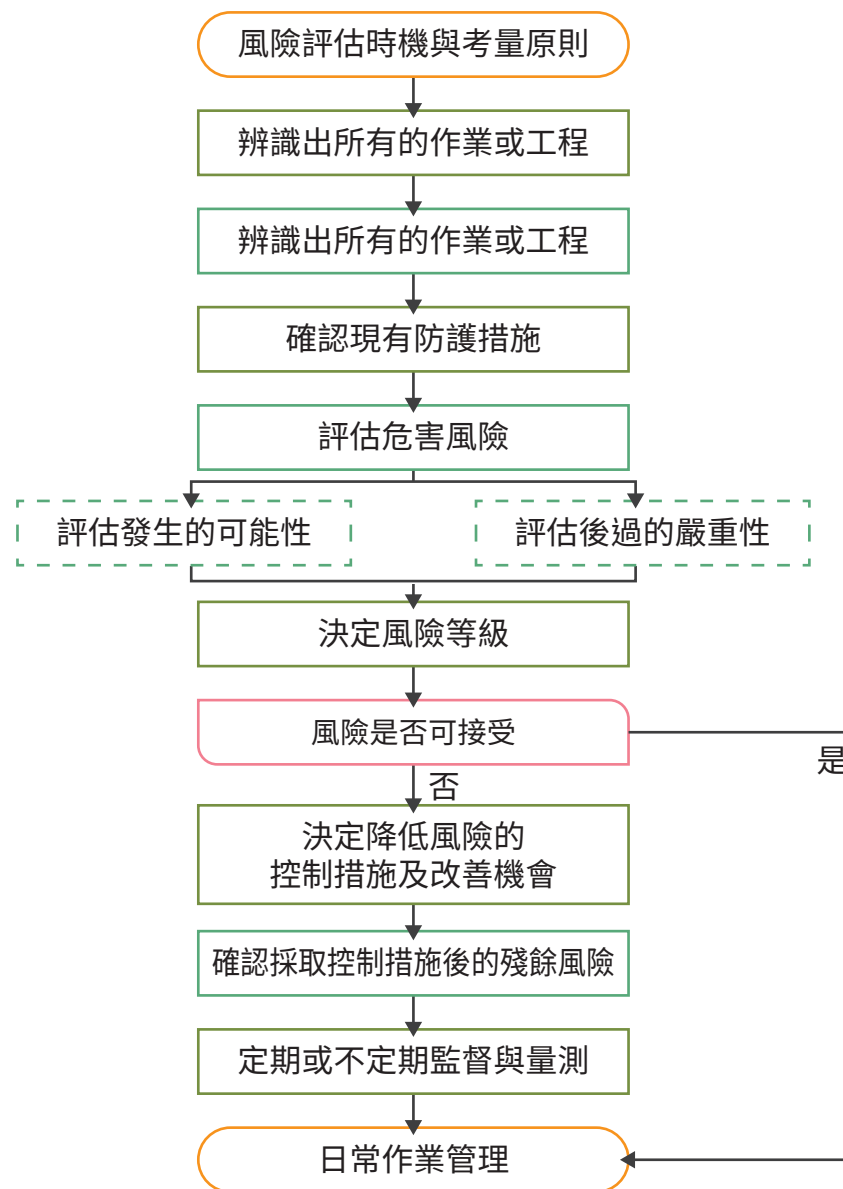 風險評估時機與考量原則
辨識出所有的作業或工程
辨識出所有的作業或工程
確認現有防護措施
評估危害風險
評估發生的可能性
評估後過的嚴重性
決定風險等級
風險是否可接受
是
否
決定降低風險的
控制措施及改善機會
確認採取控制措施後的殘餘風險
定期或不定期監督與量測
日常作業管理